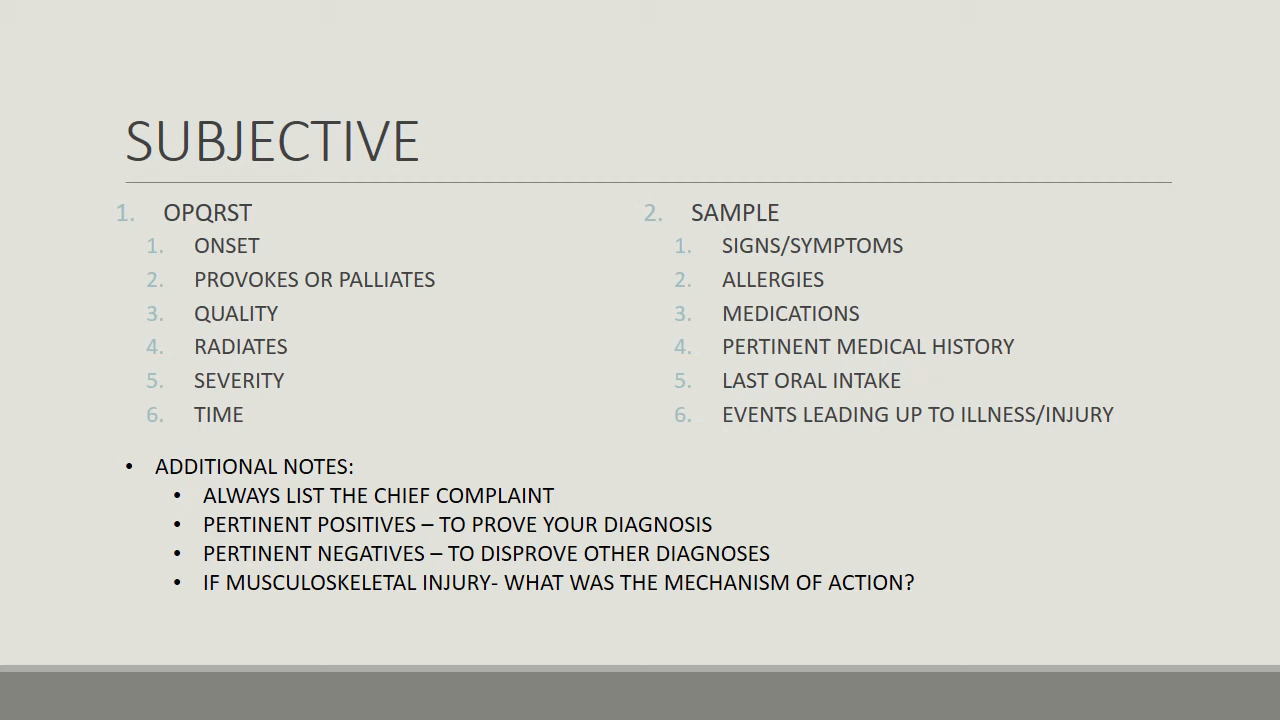 SUBJECTIVE
1. OPQRST
1. ONSET
2. PROVOKES OR PALLIATES
3. QUALITY
4. RADIATES
5. SEVERITY
6. TIME
2. SAMPLE
1. SIGNS/SYMPTOMS
2. ALLERGIES
3. MEDICATIONS
4. PERTINENT MEDICAL HISTORY
5. LAST ORAL INTAKE
6. EVENTS LEADING UP TO ILLNESS/INJURY
• ADDITIONAL NOTES:
• ALWAYS LIST THE CHIEF COMPLAINT
• PERTINENT POSITIVES – TO PROVE YOUR DIAGNOSIS
• PERTINENT NEGATIVES – TO DISPROVE OTHER DIAGNOSES
• IF MUSCULOSKELETAL INJURY- WHAT WAS THE MECHANISM OF ACTION?